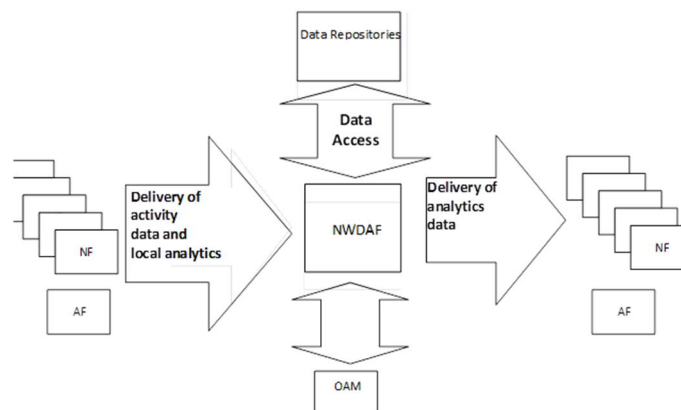 Data Repositories
Data
Access
Delivery of
activity
data and
local analytics
NF
AF
NWDAF
Delivery of
analytics
data
NF
AF
OAM